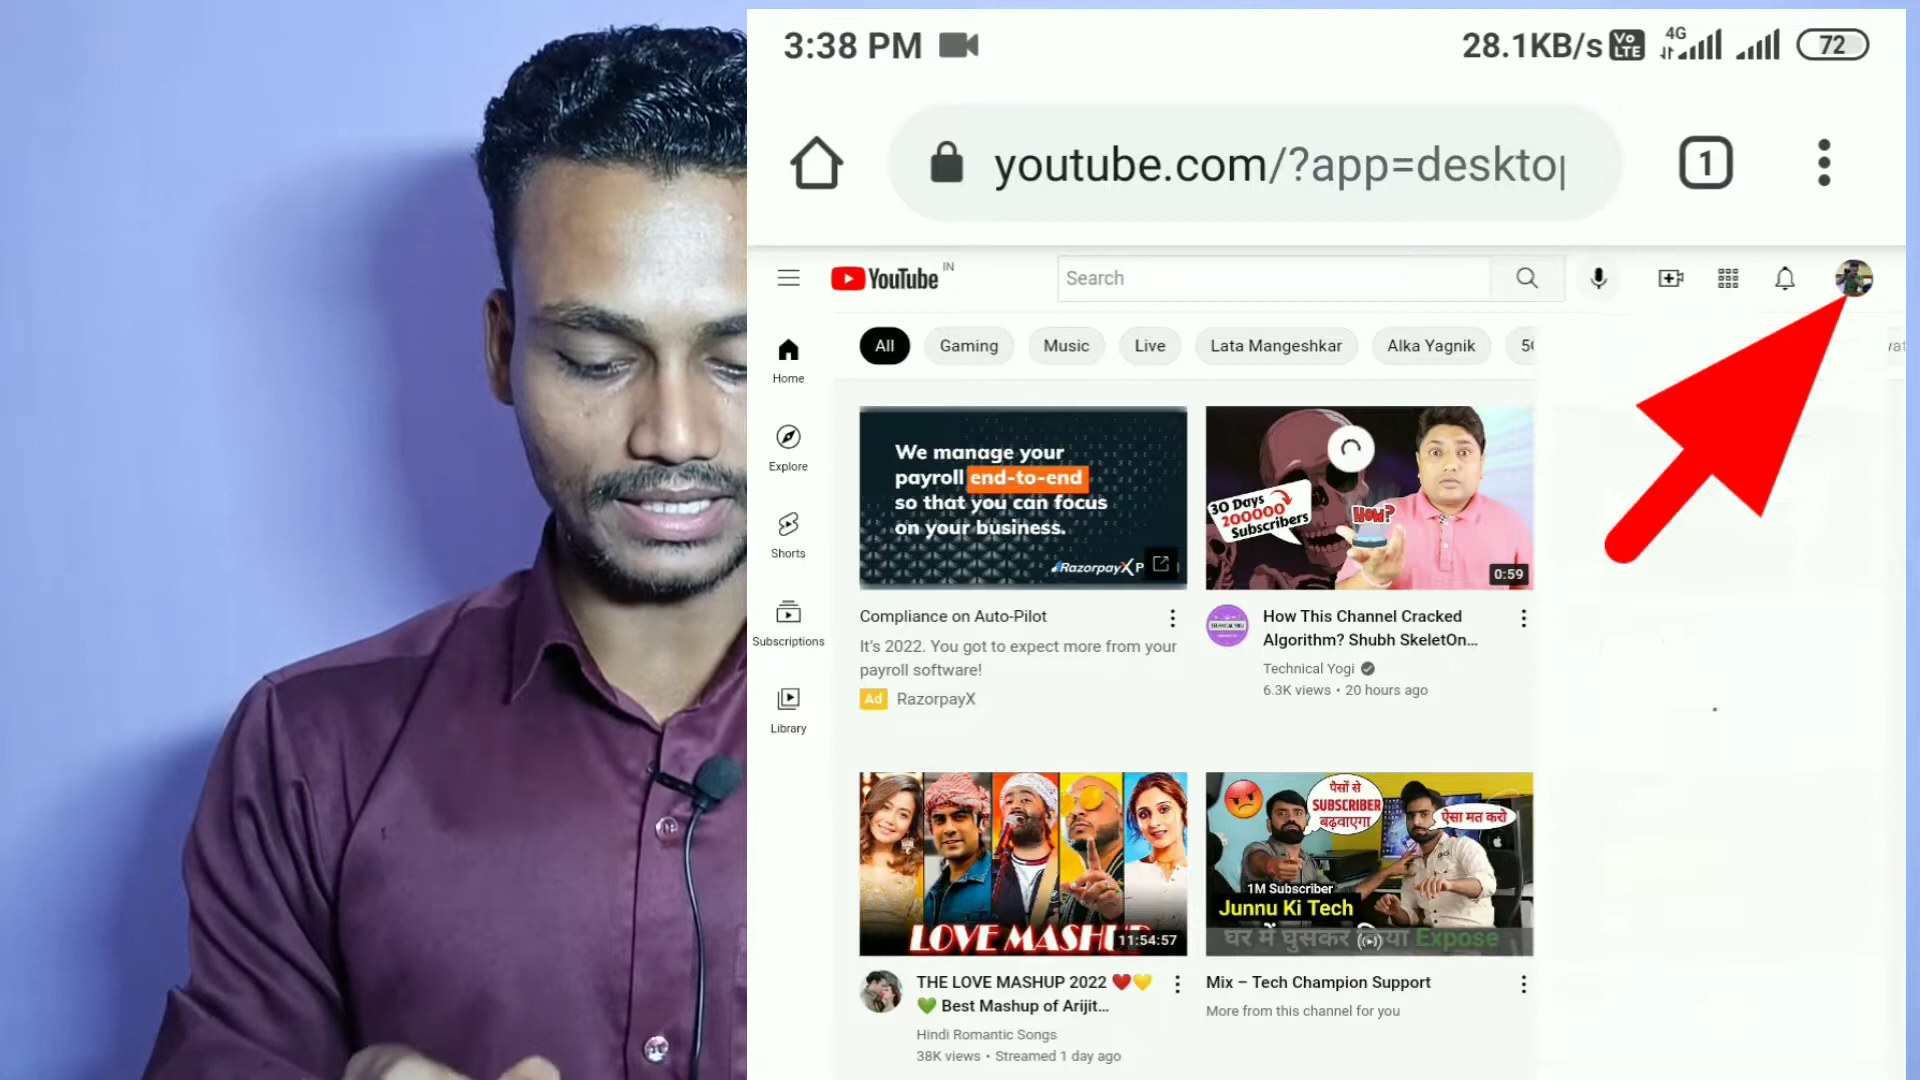 3:38 PM
28.1KB/s
Vo
LTE
4G
72
youtube.com/?app=desktop
1
YouTube
IN
Search
All
Gaming
Music
Live
Lata Mangeshkar
Alka Yagnik
Home
Explore
Shorts
Subscriptions
Library
We manage your
payroll end-to-end
so that you can focus
on your business.
RazorpayX P
30 Days
200000
Subscribers
HOW?
0:59
Compliance on Auto-Pilot
It's 2022. You got to expect more from your
payroll software!
Ad RazorpayX
How This Channel Cracked
Algorithm? Shubh SkeletOn...
Technical Yogi
6.3K views • 20 hours ago
LOVE MASHUP
11:54:57
पैसों से
SUBSCRIBER
बढ़वाएगा
ऐसा मत करो
1M Subscriber
Junnu Ki Tech
घर में घुसकर किया Expose
THE LOVE MASHUP 2022 ❤️💛
💚 Best Mashup of Arijit...
Hindi Romantic Songs
38K views • Streamed 1 day ago
Mix – Tech Champion Support
More from this channel for you